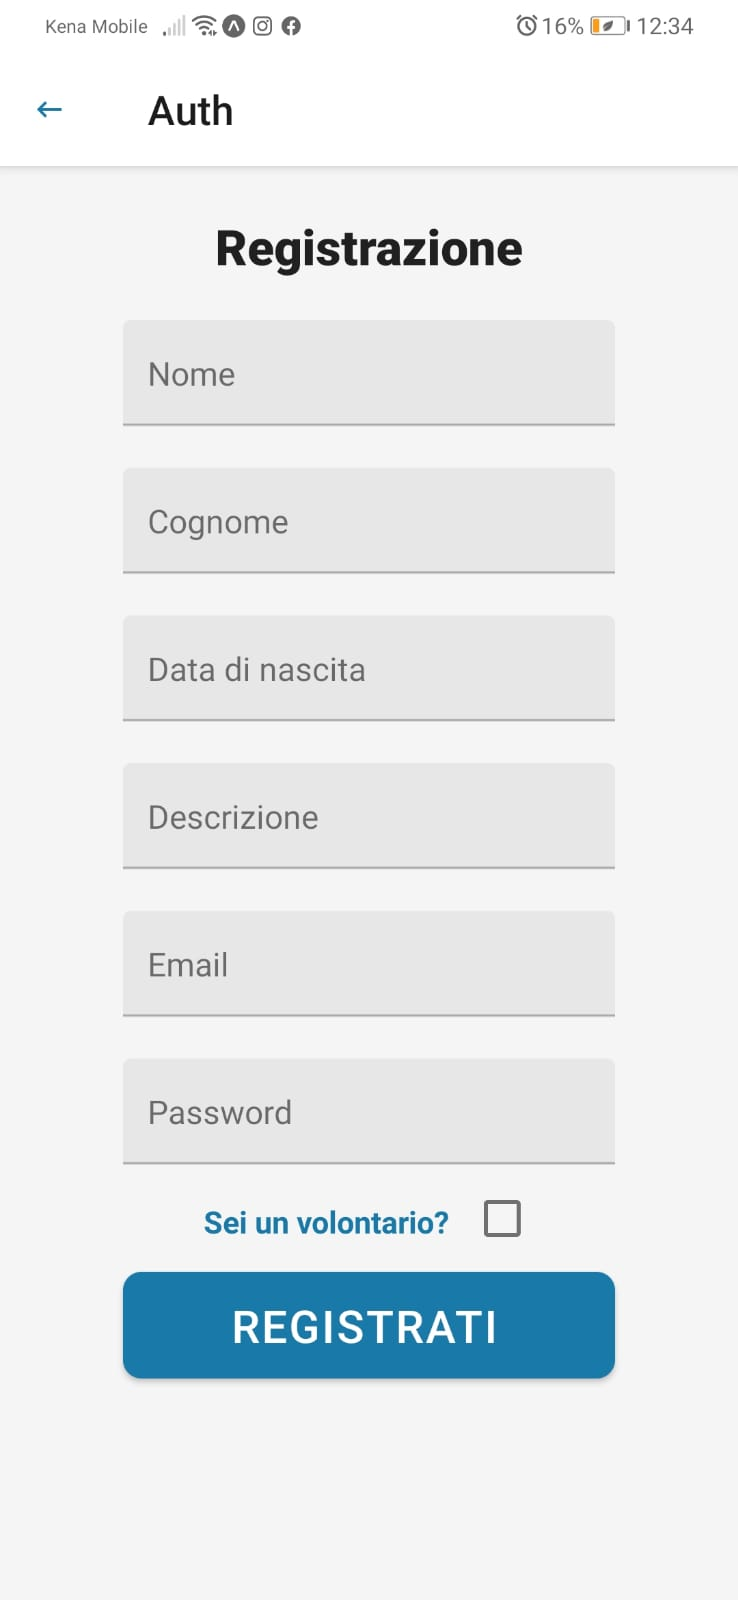 Kena Mobile 16% 12:34
Auth
Registrazione
Nome
Cognome
Data di nascita
Descrizione
Email
Password
Sei un volontario?
REGISTRATI